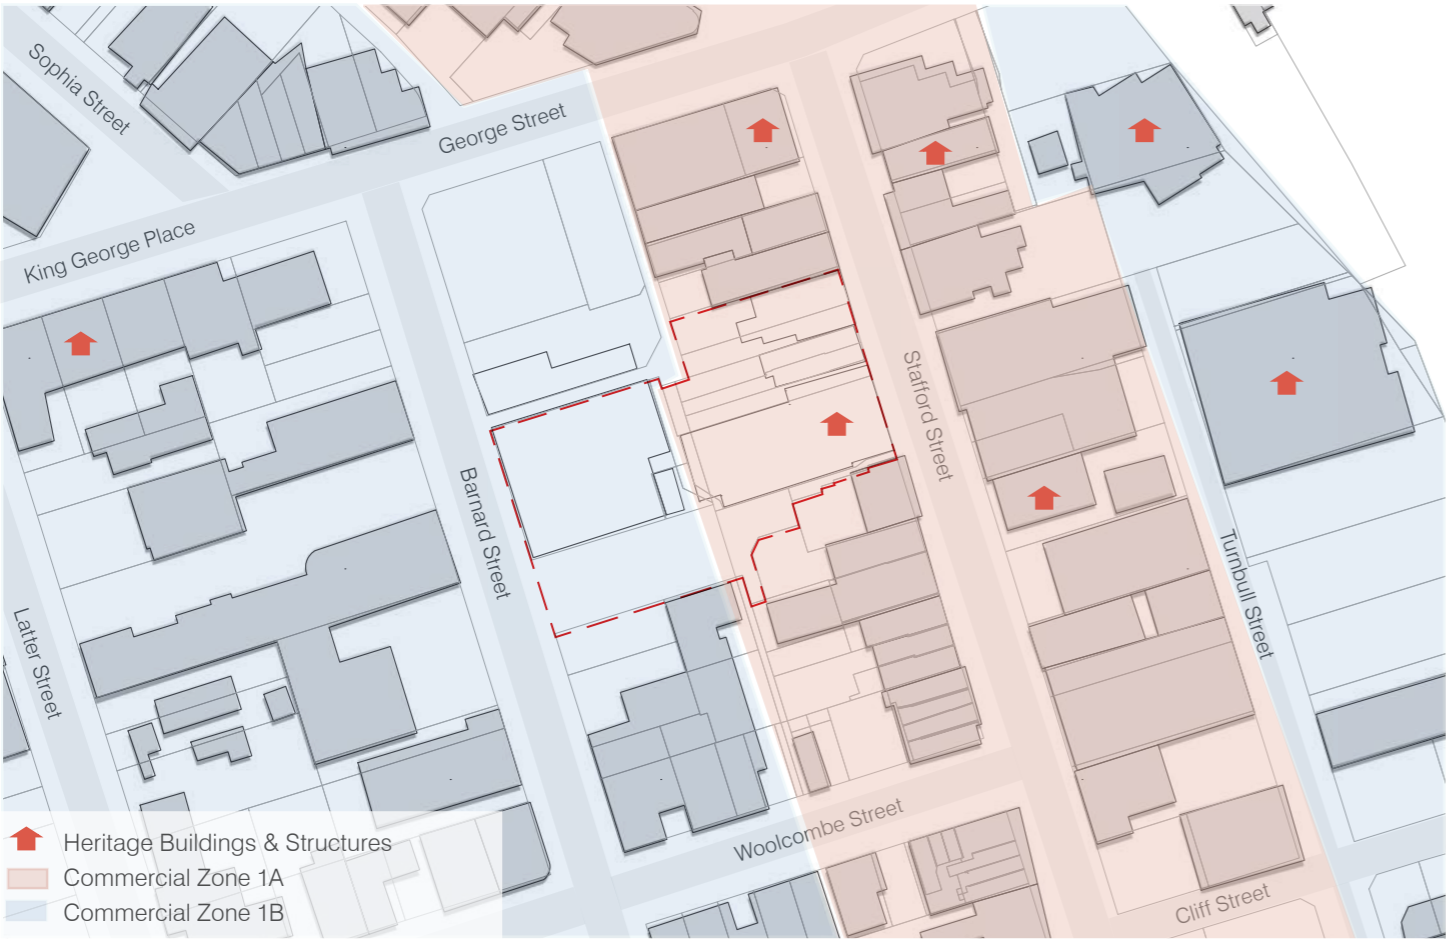 Sophia Street
George Street
King George Place
Stafford Street
Barnard Street
Turnbull Street
Latter Street
Woolcombe Street
Cliff Street
Heritage Buildings & Structures
Commercial Zone 1A
Commercial Zone 1B